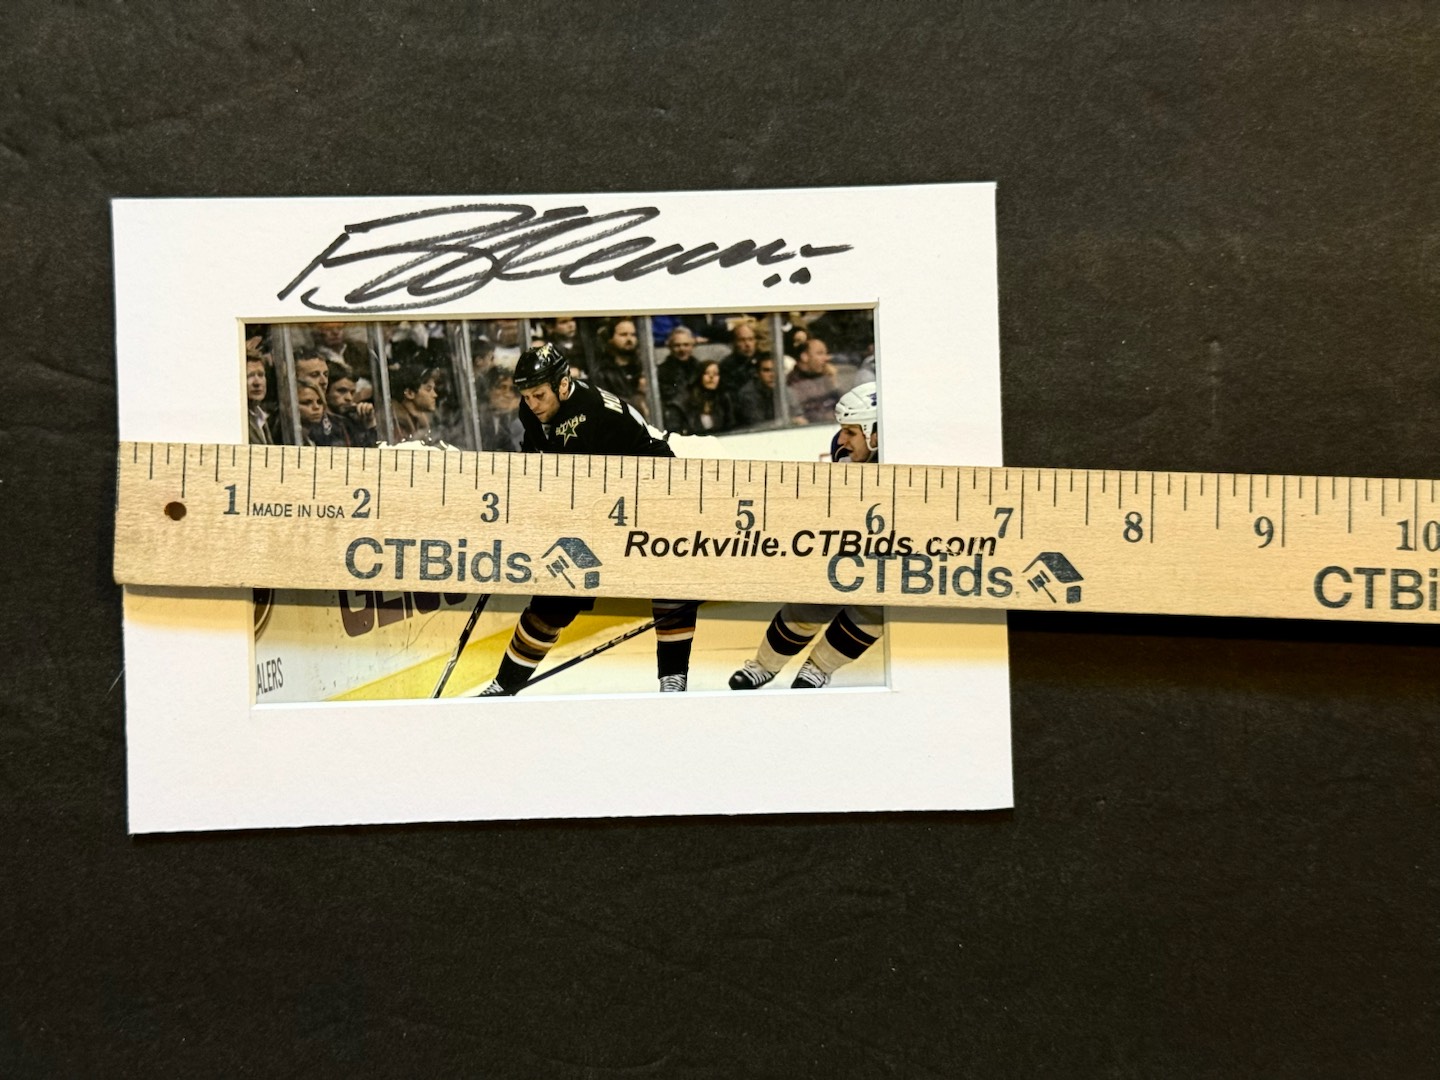 1 2 3 4 5 6 7 8 9 10
MADE IN USA
Rockville.CTBids.com
CTBids CTBids CTBi
ALERS